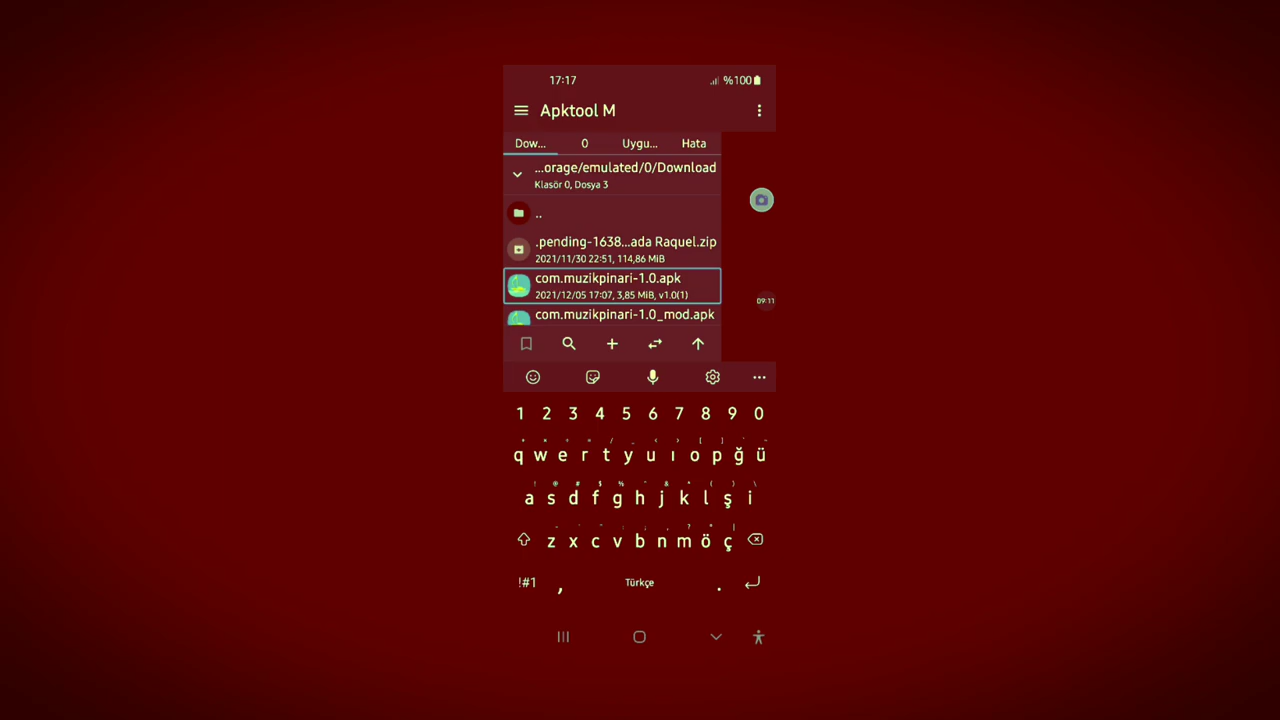 17:17 %100
Apktool M
Dow... 0 Uygu... Hata
...orage/emulated/0/Download
Klasör 0, Dosya 3
..
.pending-1638...ada Raquel.zip
2021/11/30 22:51, 114,86 MiB
com.muzikpinari-1.0.apk
2021/12/05 17:07, 3,85 MiB, v1.0(1)
09:11
com.muzikpinari-1.0_mod.apk
1 2 3 4 5 6 7 8 9 0
q w e r t y u ı o p ğ ü
a s d f g h j k l ş i
z x c v b n m ö ç
!#1 , Türkçe .